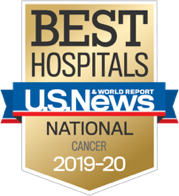 BEST
HOSPITALS
U.S.News
& WORLD REPORT
NATIONAL
CANCER
2019-20